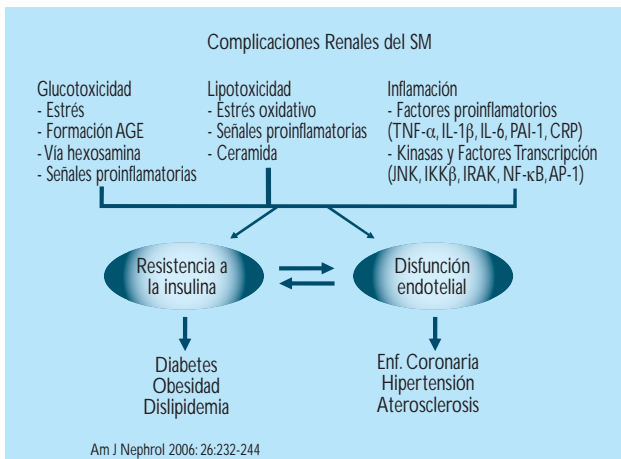 Complicaciones Renales del SM
Glucotoxicidad
- Estrés
- Formación AGE
- Vía hexosamina
- Señales proinflamatorias
Lipotoxicidad
- Estrés oxidativo
- Señales proinflamatorias
- Ceramida
Inflamación
- Factores proinflamatorios
(TNF-α, IL-1β, IL-6, PAI-1, CRP)
- Kinasas y Factores Transcripción
(JNK, IKKβ, IRAK, NF-κB, AP-1)
Resistencia a
la insulina
Disfunción
endotelial
Diabetes
Obesidad
Dislipidemia
Enf. Coronaria
Hipertensión
Aterosclerosis
Am J Nephrol 2006: 26:232-244